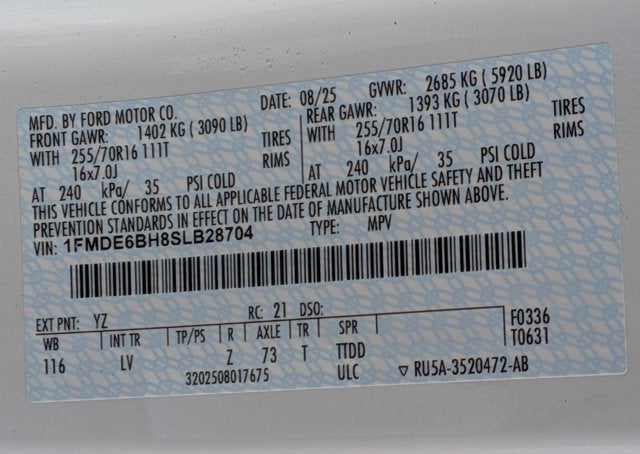 MFD. BY FORD MOTOR CO.
DATE: 08/25 GVWR: 2685 KG ( 5920 LB)
FRONT GAWR: 1402 KG ( 3090 LB) REAR GAWR: 1393 KG ( 3070 LB)
WITH 255/70R16 111T TIRES WITH 255/70R16 111T TIRES
16x7.0J RIMS 16x7.0J RIMS
AT 240 kPa/ 35 PSI COLD AT 240 kPa/ 35 PSI COLD
THIS VEHICLE CONFORMS TO ALL APPLICABLE FEDERAL MOTOR VEHICLE SAFETY AND THEFT
PREVENTION STANDARDS IN EFFECT ON THE DATE OF MANUFACTURE SHOWN ABOVE.
VIN: 1FMDE6BH8SLB28704 TYPE: MPV
EXT PNT: YZ RC: 21 DSO: F0336
WB INT TR TP/PS R AXLE TR SPR T0631
116 LV Z 73 T TTDD
3202508017675 ULC RU5A-3520472-AB